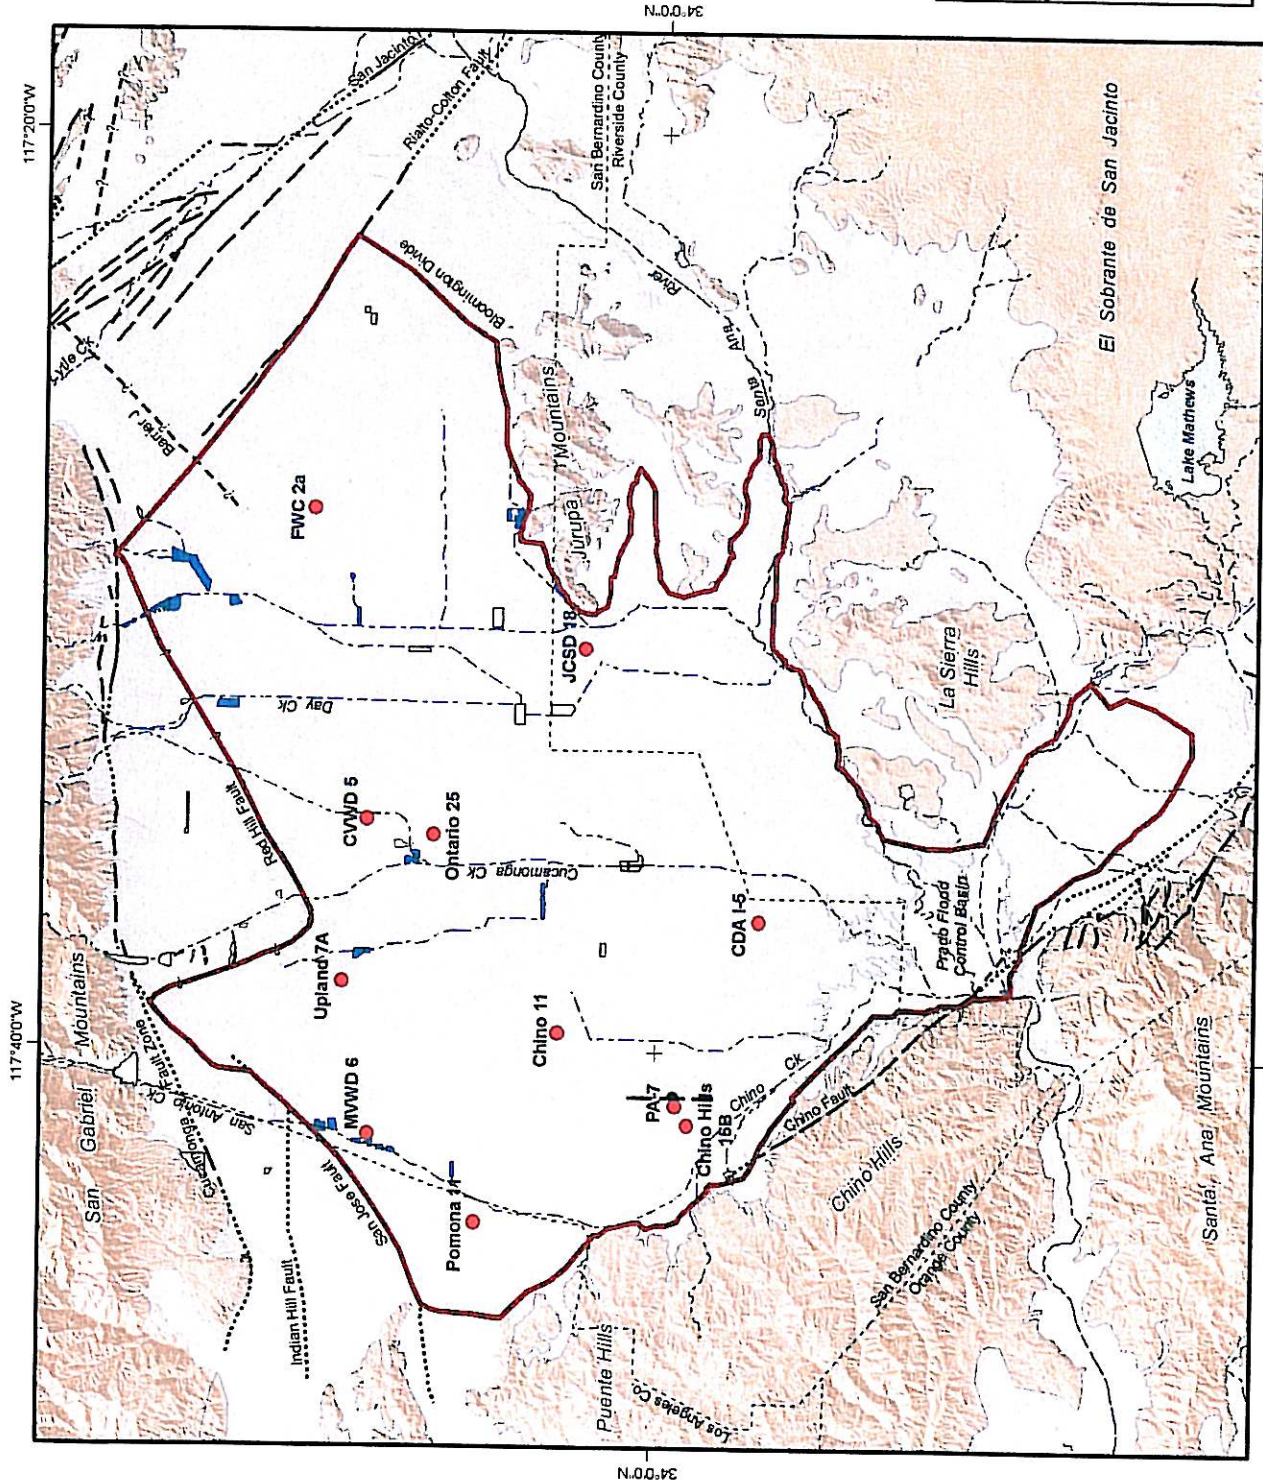 117°40'0"W
117°20'0"W
San
Gabriel
Mountains
Cucamonga
Fault Zone
San Antonio Ck
Indian Hill Fault
San Jose Fault
Red Hill Fault
Barrier J
Lytle Ck
San Jacinto
Rialto-Colton Fault
Bloomington Divide
FWC 2a
MVWD 6
Upland 7A
CVWD 5
Day Ck
Pomona 11
Ontario 25
Cucamonga Ck
Chino 11
JCSD 18
Jurupa
Mountains
San Bernardino County
Riverside County
34°0'0"N
34°0'0"N
PA-7
Chino Hills
15B
CDA I-5
Santa
Ana
River
Puente Hills
Los Angeles Co
Chino
Ck
Chino Fault
Chino Hills
San Bernardino County
Orange County
Prado Flood
Control Basin
La Sierra
Hills
El Sobrante de San Jacinto
Lake Mathews
Santa Ana Mountains